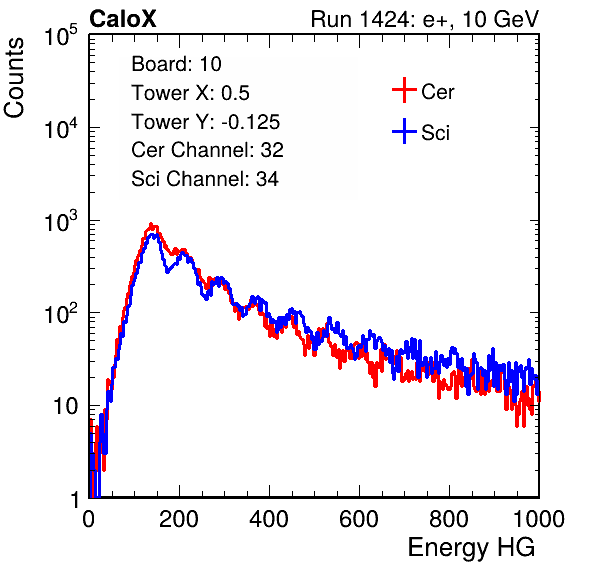 CaloX Run 1424: e+, 10 GeV
Board: 10
Tower X: 0.5
Tower Y: -0.125
Cer Channel: 32
Sci Channel: 34
Cer
Sci
Counts
10^5
10^4
10^3
10^2
10
1
0 200 400 600 800 1000
Energy HG